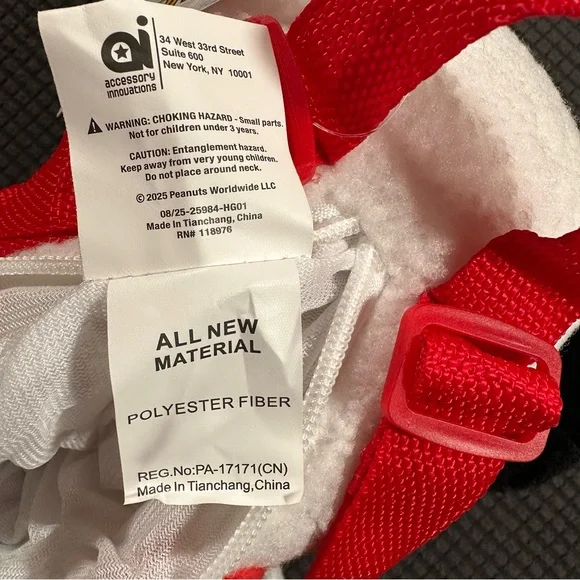 ai
accessory
innovations
34 West 33rd Street
Suite 600
New York, NY 10001
WARNING: CHOKING HAZARD - Small parts.
Not for children under 3 years.
CAUTION: Entanglement hazard.
Keep away from very young children.
Do not place around neck.
© 2025 Peanuts Worldwide LLC
08/25-25984-HG01
Made In Tianchang, China
RN# 118976
ALL NEW
MATERIAL
POLYESTER FIBER
REG.No:PA-17171(CN)
Made In Tianchang,China